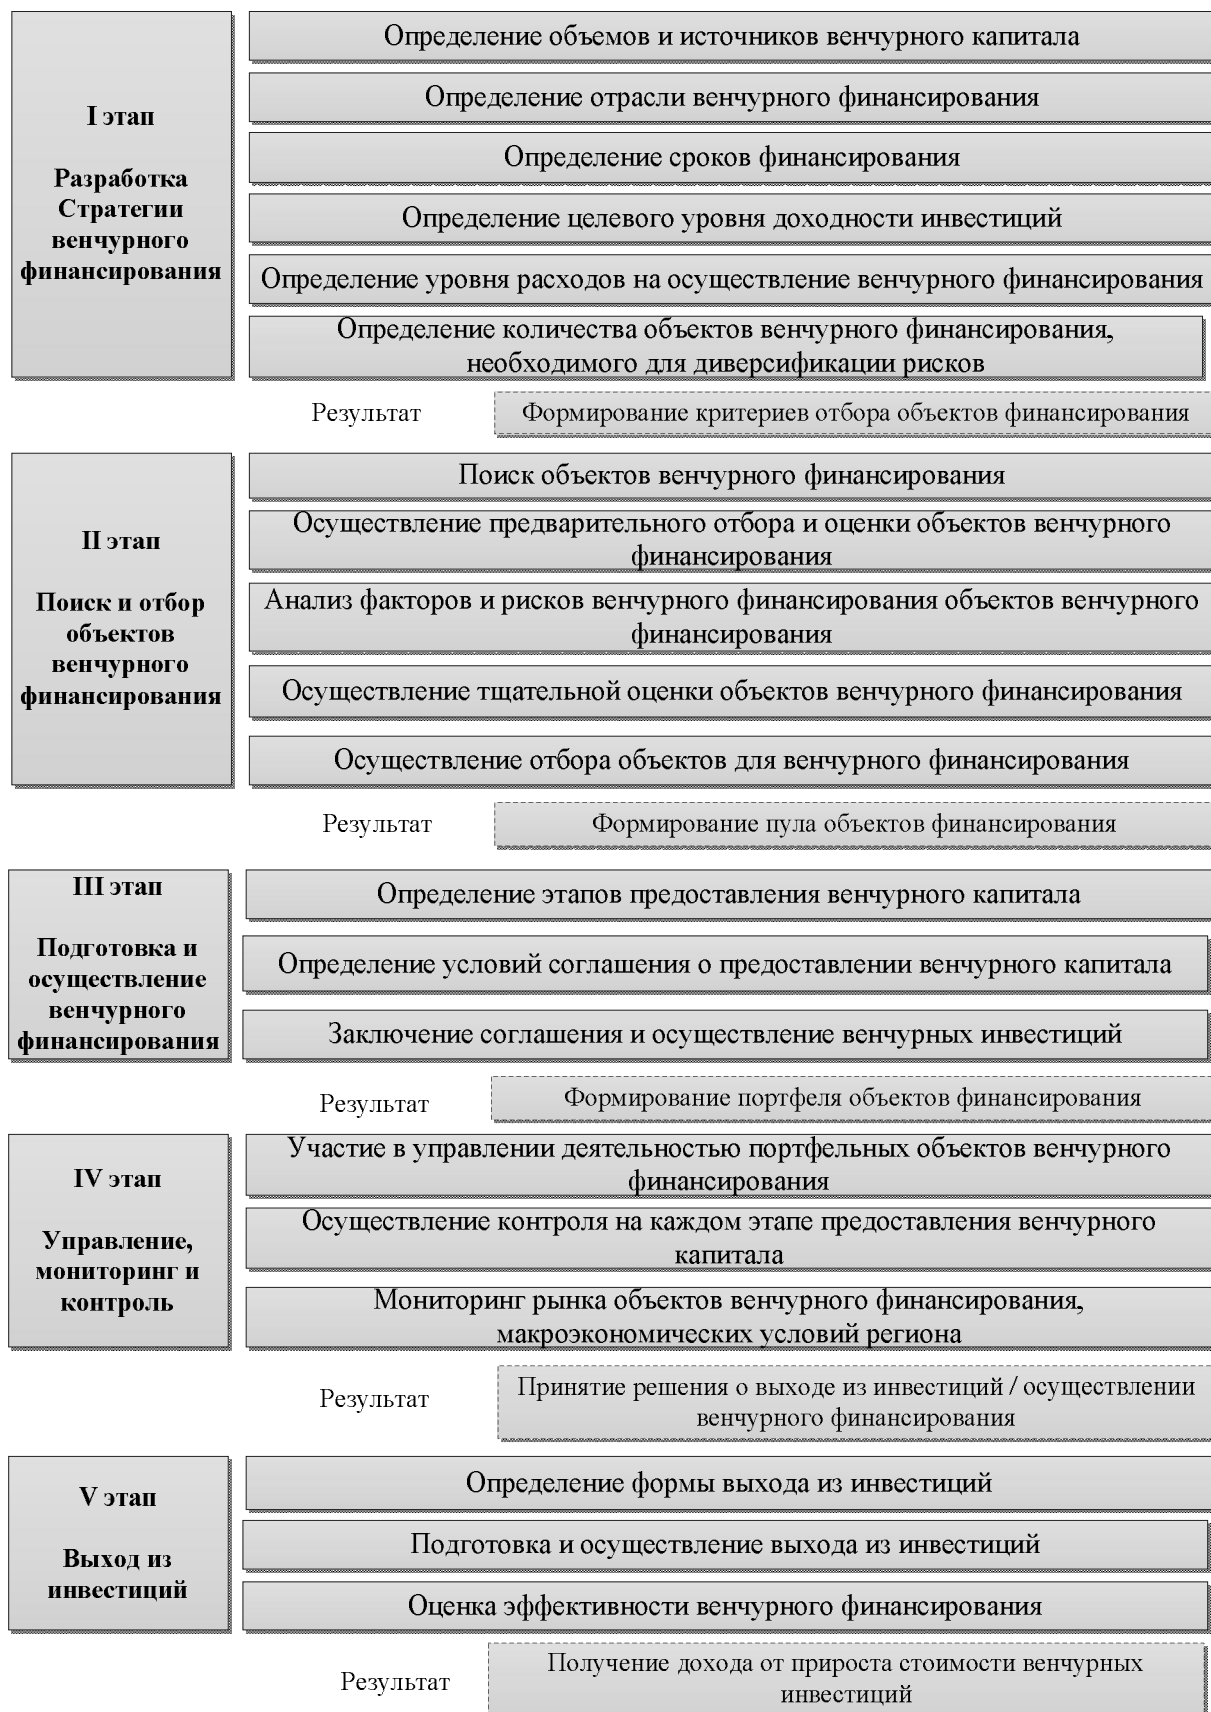 I этап
Разработка
Стратегии
венчурного
финансирования
Определение объемов и источников венчурного капитала
Определение отрасли венчурного финансирования
Определение сроков финансирования
Определение целевого уровня доходности инвестиций
Определение уровня расходов на осуществление венчурного финансирования
Определение количества объектов венчурного финансирования,
необходимого для диверсификации рисков
Результат
Формирование критериев отбора объектов финансирования
II этап
Поиск и отбор
объектов
венчурного
финансирования
Поиск объектов венчурного финансирования
Осуществление предварительного отбора и оценки объектов венчурного
финансирования
Анализ факторов и рисков венчурного финансирования объектов венчурного
финансирования
Осуществление тщательной оценки объектов венчурного финансирования
Осуществление отбора объектов для венчурного финансирования
Результат
Формирование пула объектов финансирования
III этап
Подготовка и
осуществление
венчурного
финансирования
Определение этапов предоставления венчурного капитала
Определение условий соглашения о предоставлении венчурного капитала
Заключение соглашения и осуществление венчурных инвестиций
Результат
Формирование портфеля объектов финансирования
IV этап
Управление,
мониторинг и
контроль
Участие в управлении деятельностью портфельных объектов венчурного
финансирования
Осуществление контроля на каждом этапе предоставления венчурного
капитала
Мониторинг рынка объектов венчурного финансирования,
макроэкономических условий региона
Результат
Принятие решения о выходе из инвестиций / осуществлении
венчурного финансирования
V этап
Выход из
инвестиций
Определение формы выхода из инвестиций
Подготовка и осуществление выхода из инвестиций
Оценка эффективности венчурного финансирования
Результат
Получение дохода от прироста стоимости венчурных
инвестиций